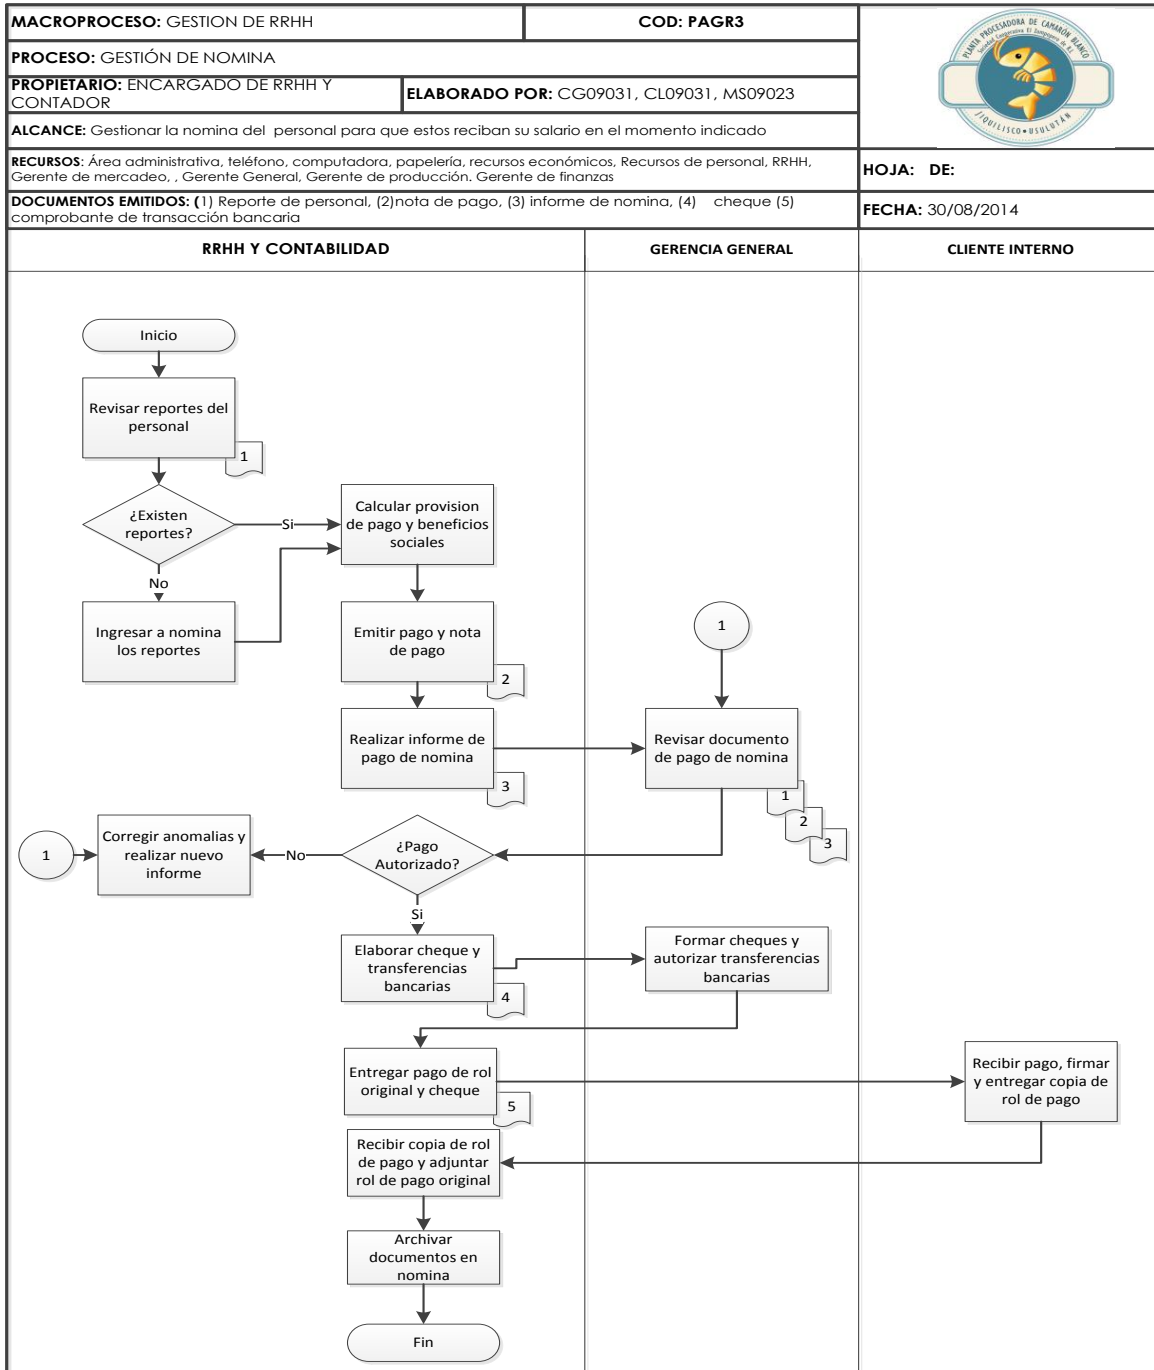 MACROPROCESO: GESTION DE RRHH
COD: PAGR3
PLANTA PROCESADORA DE CAMARÓN BLANCO
JIQUILISCO • USULUTÁN
PROCESO: GESTIÓN DE NOMINA
PROPIETARIO: ENCARGADO DE RRHH Y
CONTADOR
ELABORADO POR: CG09031, CL09031, MS09023
ALCANCE: Gestionar la nomina del personal para que estos reciban su salario en el momento indicado
RECURSOS: Área administrativa, teléfono, computadora, papelería, recursos económicos, Recursos de personal, RRHH,
Gerente de mercadeo, , Gerente General, Gerente de producción. Gerente de finanzas
HOJA: DE:
DOCUMENTOS EMITIDOS: (1) Reporte de personal, (2)nota de pago, (3) informe de nomina, (4) cheque (5)
comprobante de transacción bancaria
FECHA: 30/08/2014
RRHH Y CONTABILIDAD
GERENCIA GENERAL
CLIENTE INTERNO
Inicio
Revisar reportes del
personal
1
¿Existen
reportes?
Si
No
Calcular provision
de pago y beneficios
sociales
Ingresar a nomina
los reportes
Emitir pago y nota
de pago
2
1
Realizar informe de
pago de nomina
3
Revisar documento
de pago de nomina
1
2
3
1
Corregir anomalias y
realizar nuevo
informe
No
¿Pago
Autorizado?
Si
Elaborar cheque y
transferencias
bancarias
4
Formar cheques y
autorizar transferencias
bancarias
Entregar pago de rol
original y cheque
5
Recibir pago, firmar
y entregar copia de
rol de pago
Recibir copia de rol
de pago y adjuntar
rol de pago original
Archivar
documentos en
nomina
Fin